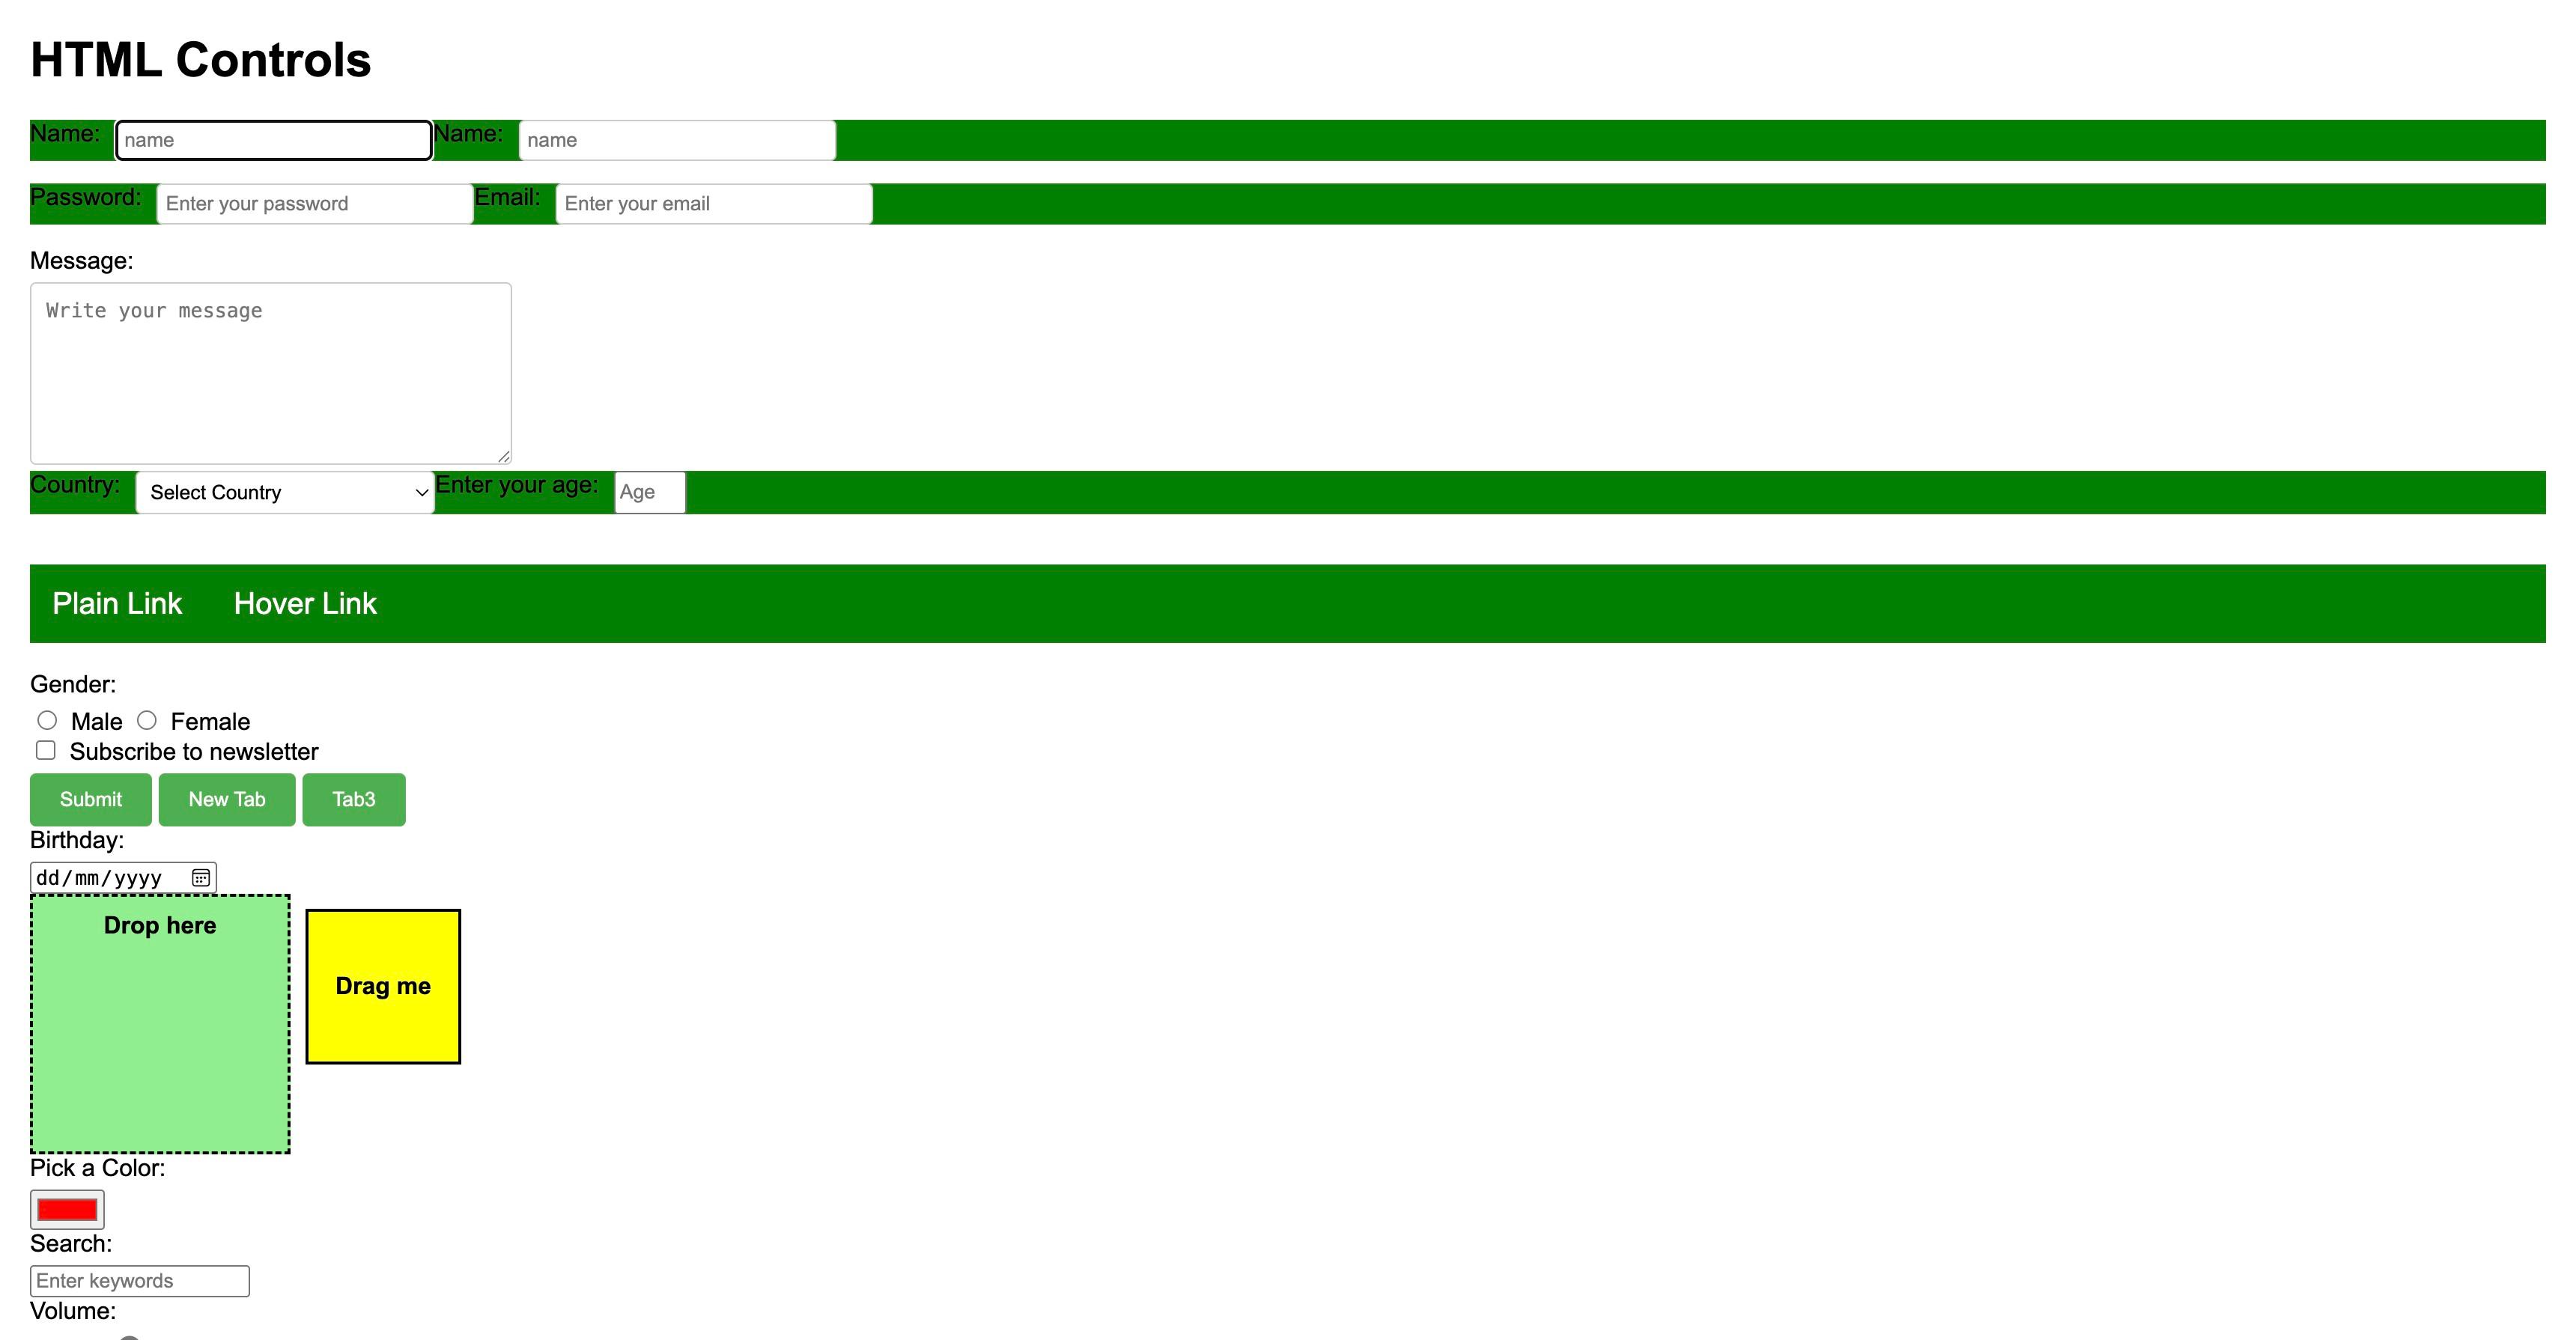 HTML Controls
Name: name Name: name
Password: Enter your password Email: Enter your email
Message:
Write your message
Country: Select Country Enter your age: Age
Plain Link Hover Link
Gender:
Male Female
Subscribe to newsletter
Submit New Tab Tab3
Birthday:
dd/mm/yyyy
Drop here
Drag me
Pick a Color:
Search:
Enter keywords
Volume: